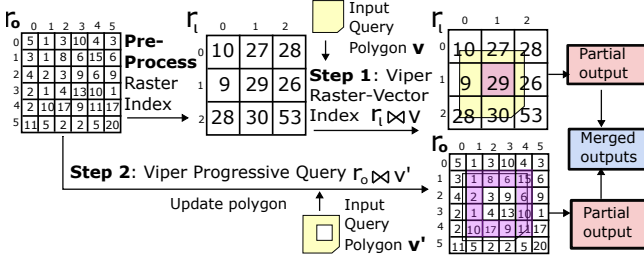 r₀
0 1 2 3 4 5
0 5 1 3 10 4 3
1 3 1 8 6 15 6
2 4 2 3 9 6 9
3 2 1 4 13 10 1
4 2 10 17 9 11 17
5 11 5 2 2 5 20
Pre-
Process
Raster
Index
rₗ
0 1 2
0 10 27 28
1 9 29 26
2 28 30 53
Input
Query
Polygon v
Step 1: Viper
Raster-Vector
Index rₗ⋈v
rₗ
0 1 2
0 10 27 28
1 9 29 26
2 28 30 53
Partial
output
Merged
outputs
Step 2: Viper Progressive Query r₀⋈v'
Update polygon
Input
Query
Polygon v'
r₀
0 1 2 3 4 5
0 5 1 3 10 4 3
1 3 1 8 6 15 6
2 4 2 3 9 6 9
3 2 1 4 13 10 1
4 2 10 17 9 11 17
5 11 5 2 2 5 20
Partial
output